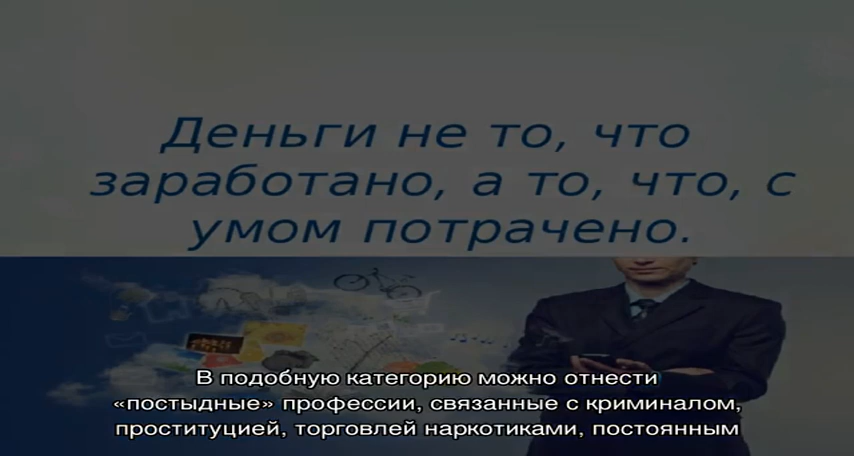 Деньги не то, что
заработано, а то, что, с
умом потрачено.
В подобную категорию можно отнести
«постыдные» профессии, связанные с криминалом,
проституцией, торговлей наркотиками, постоянным